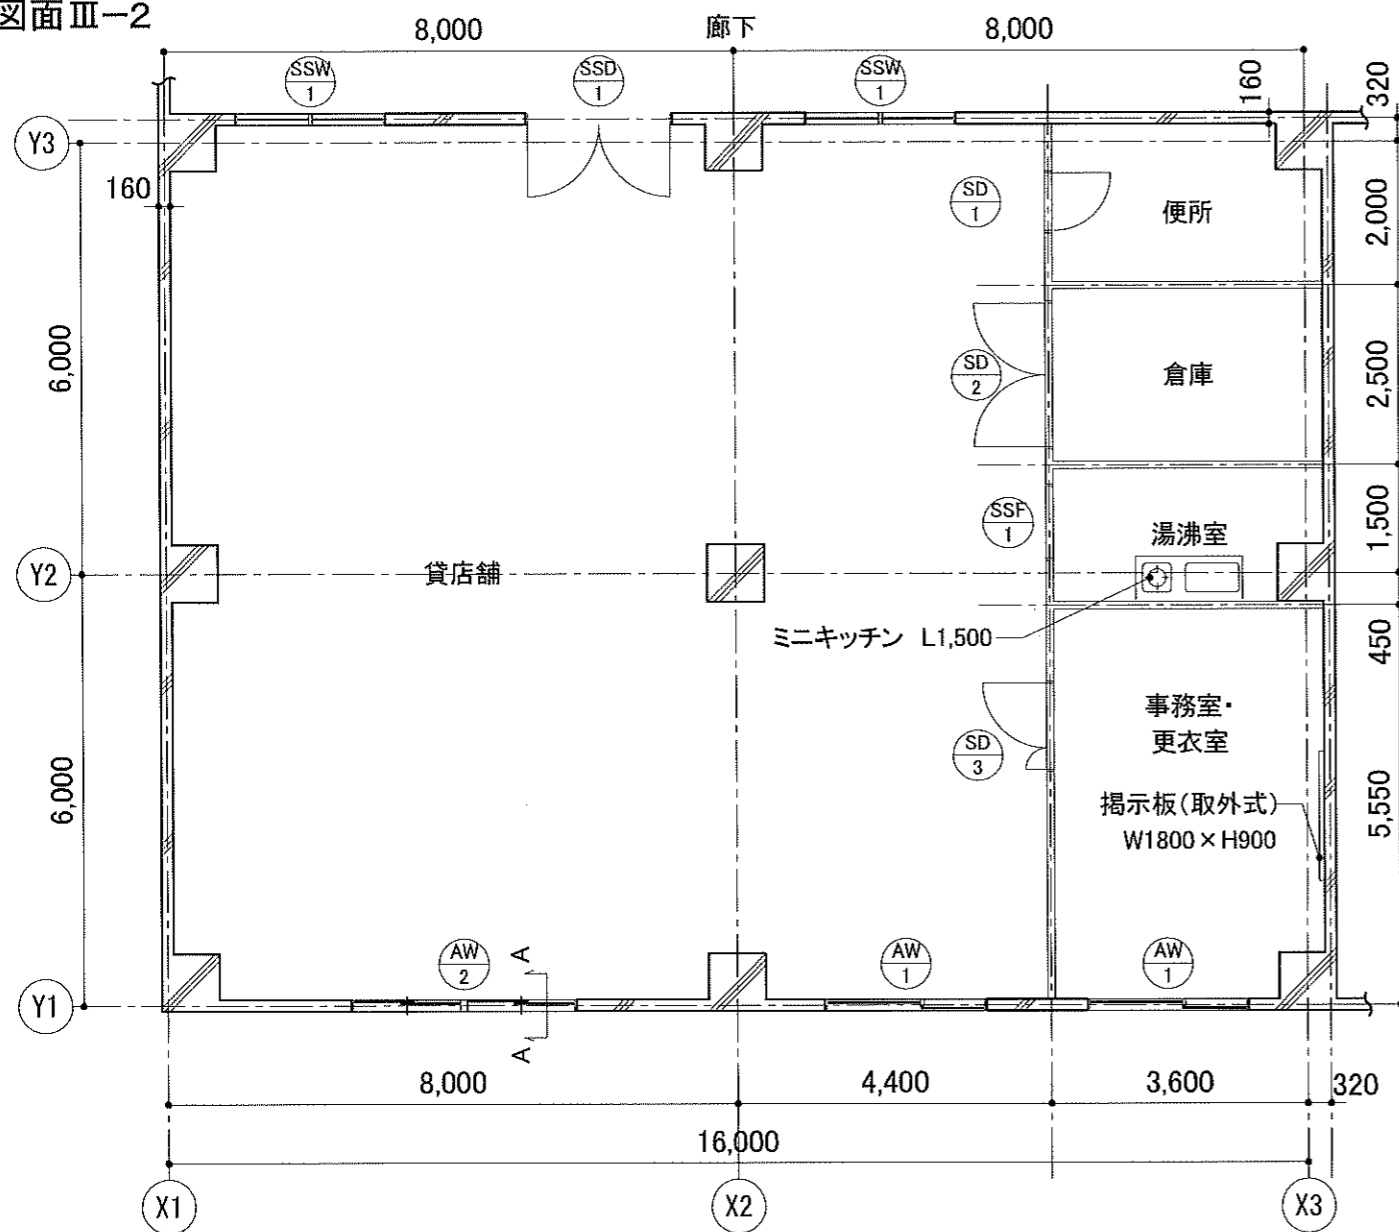 図面Ⅲ-2
8,000
廊下
8,000
SSW
1
SSD
1
SSW
1
160
320
Y3
160
SD
1
便所
2,000
6,000
SD
2
倉庫
2,500
SSF
1
湯沸室
1,500
Y2
貸店舗
ミニキッチン L1,500
450
事務室・
更衣室
SD
3
6,000
掲示板(取外式)
W1800×H900
5,550
AW
2
A
AW
1
AW
1
Y1
A
8,000
4,400
3,600
320
16,000
X1
X2
X3